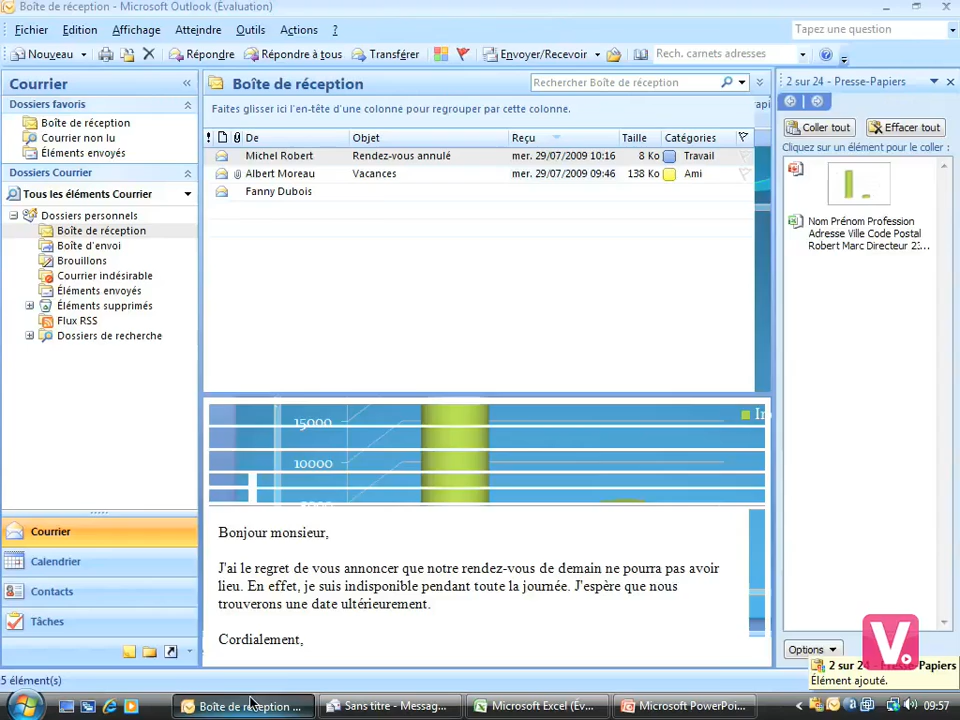 Boîte de réception - Microsoft Outlook (Évaluation)
Fichier Edition Affichage Atteindre Outils Actions ? Tapez une question
Nouveau Répondre Répondre à tous Transférer Envoyer/Recevoir Rech. carnets adresses
Courrier «
Dossiers favoris
Boîte de réception
Courrier non lu
Éléments envoyés
Dossiers Courrier
Tous les éléments Courrier
Dossiers personnels
Boîte de réception
Boîte d'envoi
Brouillons
Courrier indésirable
Éléments envoyés
Éléments supprimés
Flux RSS
Dossiers de recherche
Courrier
Calendrier
Contacts
Tâches
Boîte de réception Rechercher Boîte de réception
Faites glisser ici l'en-tête d'une colonne pour regrouper par cette colonne.
! De Objet Reçu Taille Catégories
Michel Robert Rendez-vous annulé mer. 29/07/2009 10:16 8 Ko Travail
Albert Moreau Vacances mer. 29/07/2009 09:46 138 Ko Ami
Fanny Dubois
15000
10000
Bonjour monsieur,
J'ai le regret de vous annoncer que notre rendez-vous de demain ne pourra pas avoir
lieu. En effet, je suis indisponible pendant toute la journée. J'espère que nous
trouverons une date ultérieurement.
Cordialement,
2 sur 24 - Presse-Papiers
Coller tout Effacer tout
Cliquez sur un élément pour le coller :
Nom Prénom Profession
Adresse Ville Code Postal
Robert Marc Directeur 23...
Options
V.
2 sur 24 - Presse-Papiers
Élément ajouté.
5 élément(s)
Boîte de réception ... Sans titre - Messag... Microsoft Excel (Év... Microsoft PowerPoi... 09:57